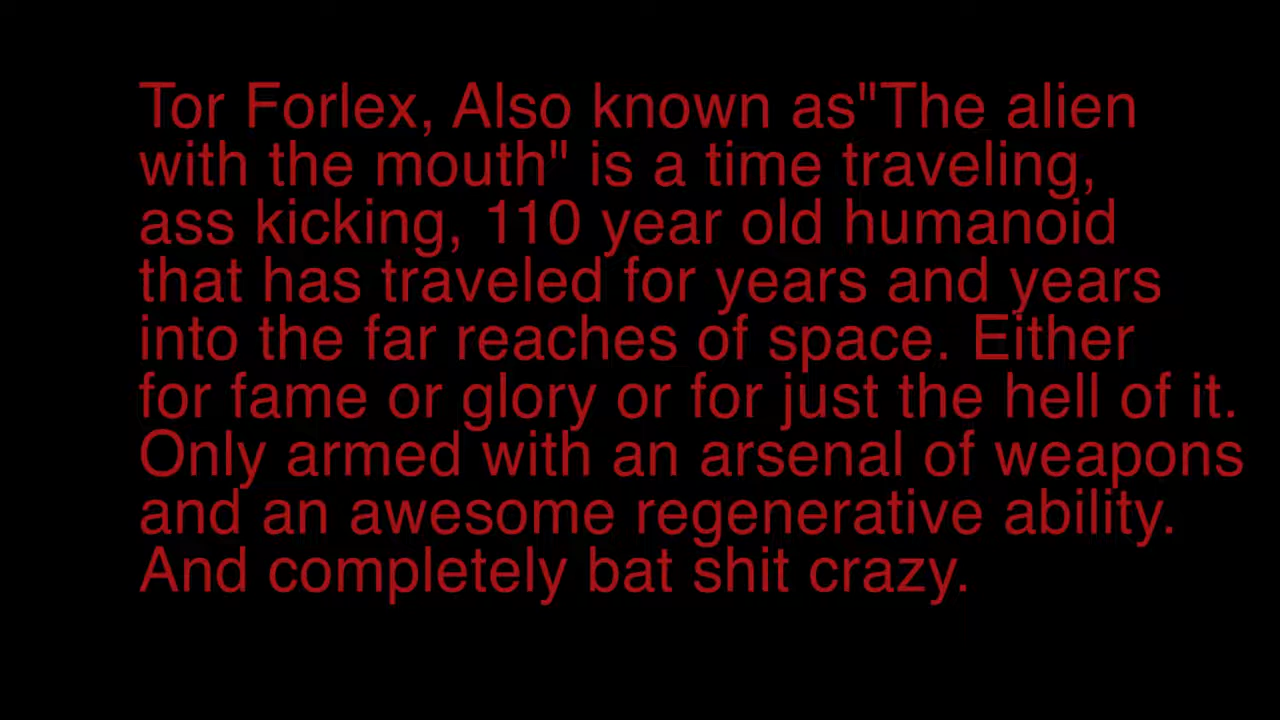 Tor Forlex, Also known as"The alien
with the mouth" is a time traveling,
ass kicking, 110 year old humanoid
that has traveled for years and years
into the far reaches of space. Either
for fame or glory or for just the hell of it.
Only armed with an arsenal of weapons
and an awesome regenerative ability.
And completely bat shit crazy.